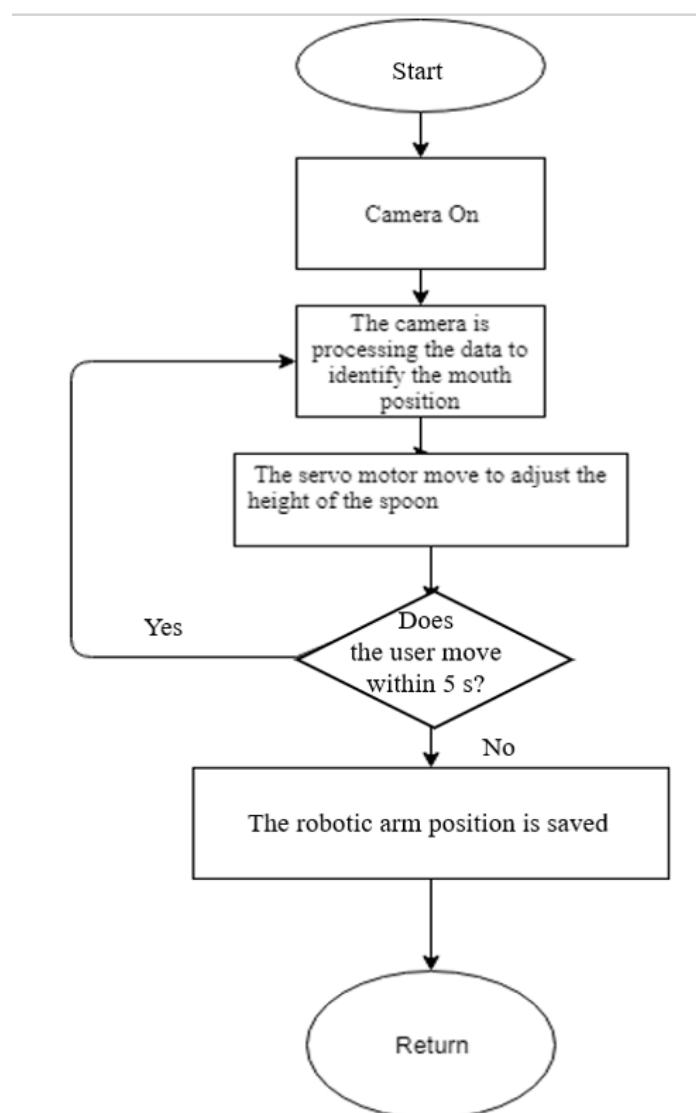 Start
Camera On
The camera is
processing the data to
identify the mouth
position
The servo motor move to adjust the
height of the spoon
Yes
Does
the user move
within 5 s?
No
The robotic arm position is saved
Return